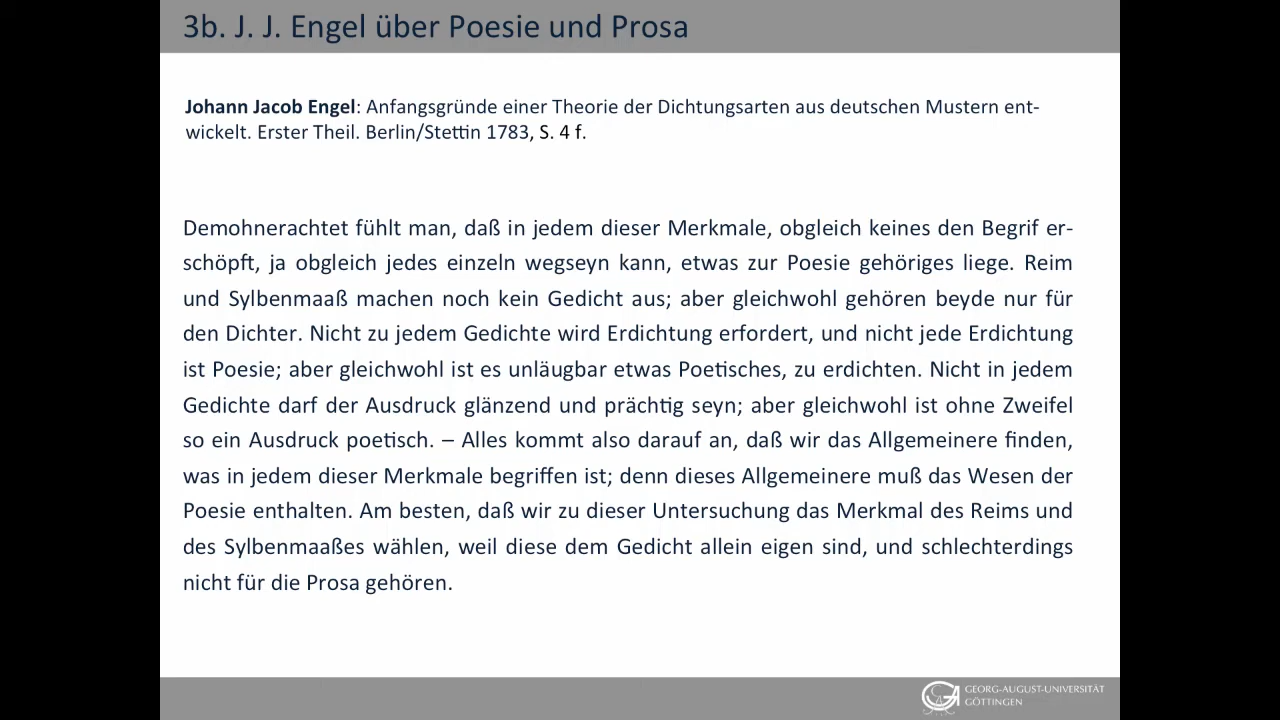 3b. J. J. Engel über Poesie und Prosa
Johann Jacob Engel: Anfangsgründe einer Theorie der Dichtungsarten aus deutschen Mustern ent-
wickelt. Erster Theil. Berlin/Stettin 1783, S. 4 f.
Demohnerachtet fühlt man, daß in jedem dieser Merkmale, obgleich keines den Begrif er-
schöpft, ja obgleich jedes einzeln wegseyn kann, etwas zur Poesie gehöriges liege. Reim
und Sylbenmaaß machen noch kein Gedicht aus; aber gleichwohl gehören beyde nur für
den Dichter. Nicht zu jedem Gedichte wird Erdichtung erfordert, und nicht jede Erdichtung
ist Poesie; aber gleichwohl ist es unläugbar etwas Poetisches, zu erdichten. Nicht in jedem
Gedichte darf der Ausdruck glänzend und prächtig seyn; aber gleichwohl ist ohne Zweifel
so ein Ausdruck poetisch. – Alles kommt also darauf an, daß wir das Allgemeinere finden,
was in jedem dieser Merkmale begriffen ist; denn dieses Allgemeinere muß das Wesen der
Poesie enthalten. Am besten, daß wir zu dieser Untersuchung das Merkmal des Reims und
des Sylbenmaaßes wählen, weil diese dem Gedicht allein eigen sind, und schlechterdings
nicht für die Prosa gehören.
GEORG-AUGUST-UNIVERSITÄT
GÖTTINGEN